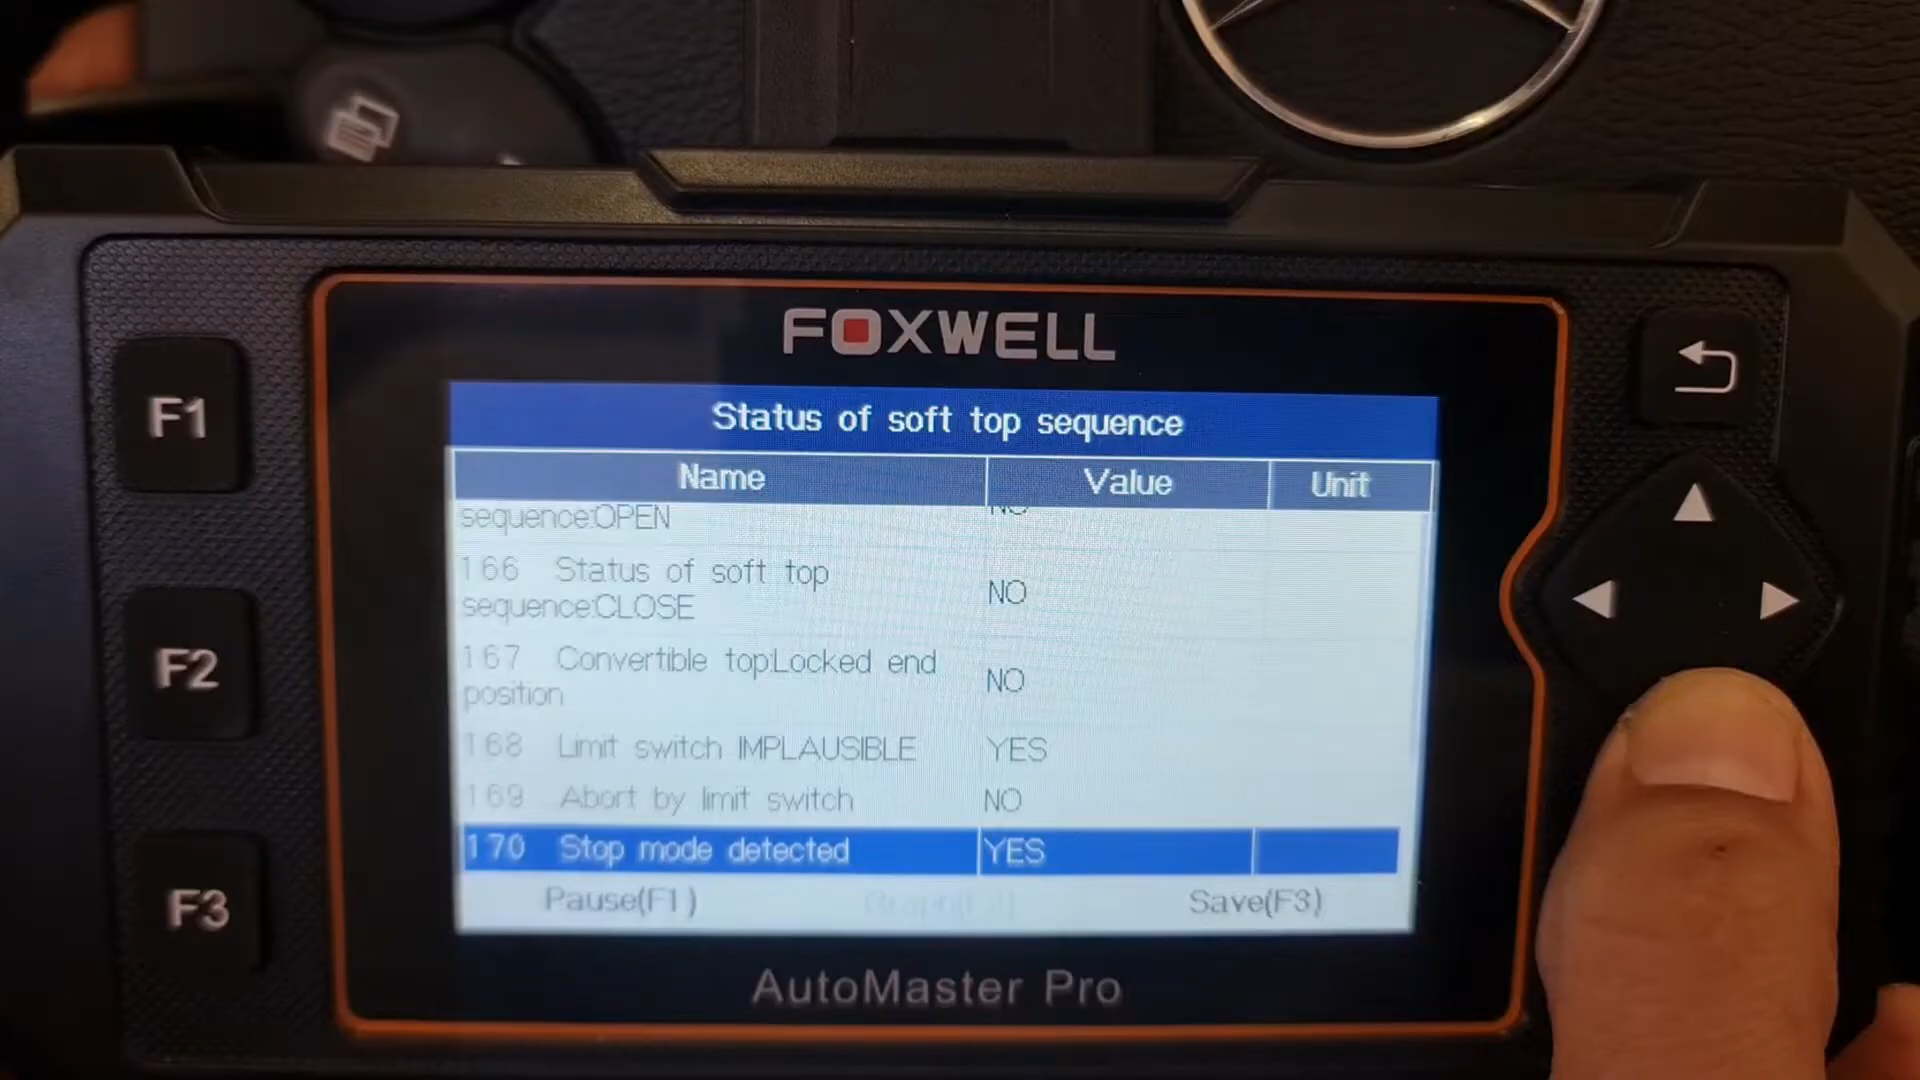 FOXWELL
F1
Status of soft top sequence
Name Value Unit
sequence:OPEN NO
166 Status of soft top
sequence:CLOSE NO
F2
167 Convertible top:Locked end
position NO
168 Limit switch IMPLAUSIBLE YES
169 Abort by limit switch NO
170 Stop mode detected YES
F3
Pause(F1) Save(F3)
AutoMaster Pro